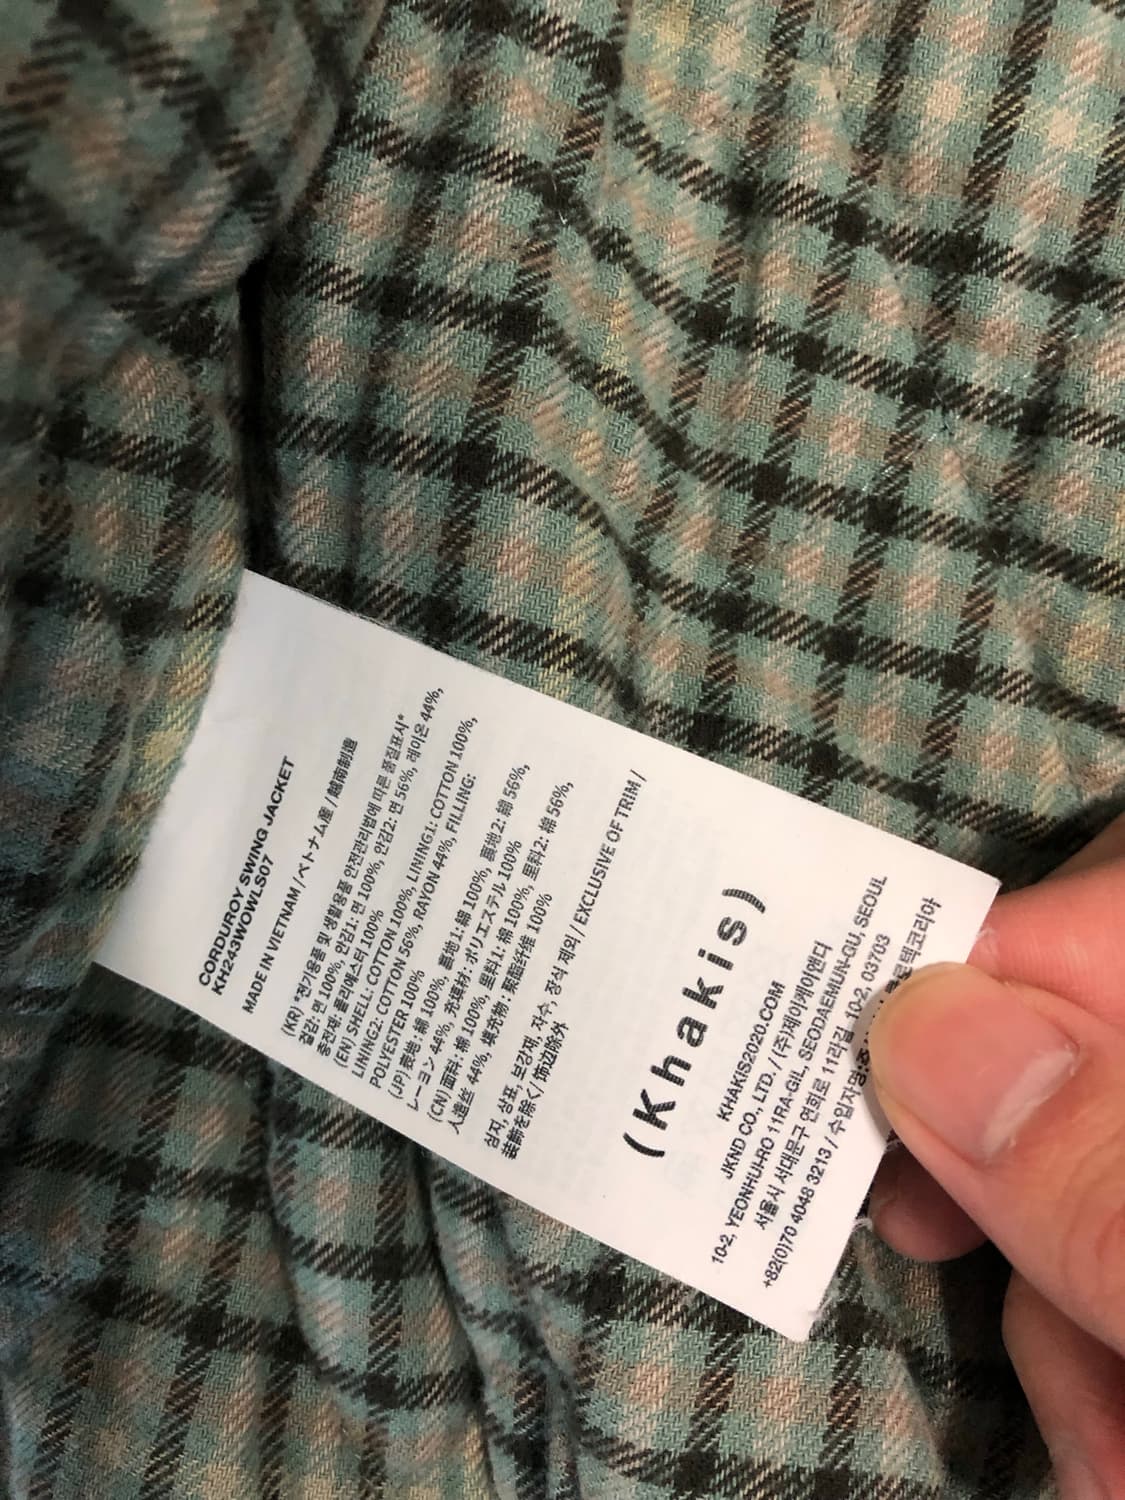 CORDUROY SWING JACKET
KH243WOWLS07
MADE IN VIETNAM / ベトナム産 / 越南制造
(KR) *전기용품 및 생활용품 안전관리법에 따른 품질표시*
겉감: 면 100%, 안감1: 면 100%, 안감2: 면 56%, 레이온 44%,
충전재: 폴리에스터 100%
(EN) SHELL: COTTON 100%, LINING1: COTTON 100%,
LINING2: COTTON 56%, RAYON 44%, FILLING:
POLYESTER 100%
(JP) 表地: 綿 100%, 裏地1: 綿 100%, 裏地2: 綿 56%,
レーヨン 44%, 充填材: ポリエステル 100%
(CN) 面料: 棉 100%, 里料1: 棉 100%, 里料2: 棉 56%,
人造丝 44%, 填充物: 聚酯纤维 100%
심지, 상표, 보강재, 자수, 장식 제외 / EXCLUSIVE OF TRIM /
装飾を除く/ 饰边除外
(Khakis)
KHAKIS2020.COM
JKND CO., LTD. / (주)제이케이앤디
10-2, YEONHUI-RO 11RA-GIL, SEODAEMUN-GU, SEOUL
서울시 서대문구 연희로 11라길 10-2, 03703
+82(0)70 4048 3213 / 수입자명: